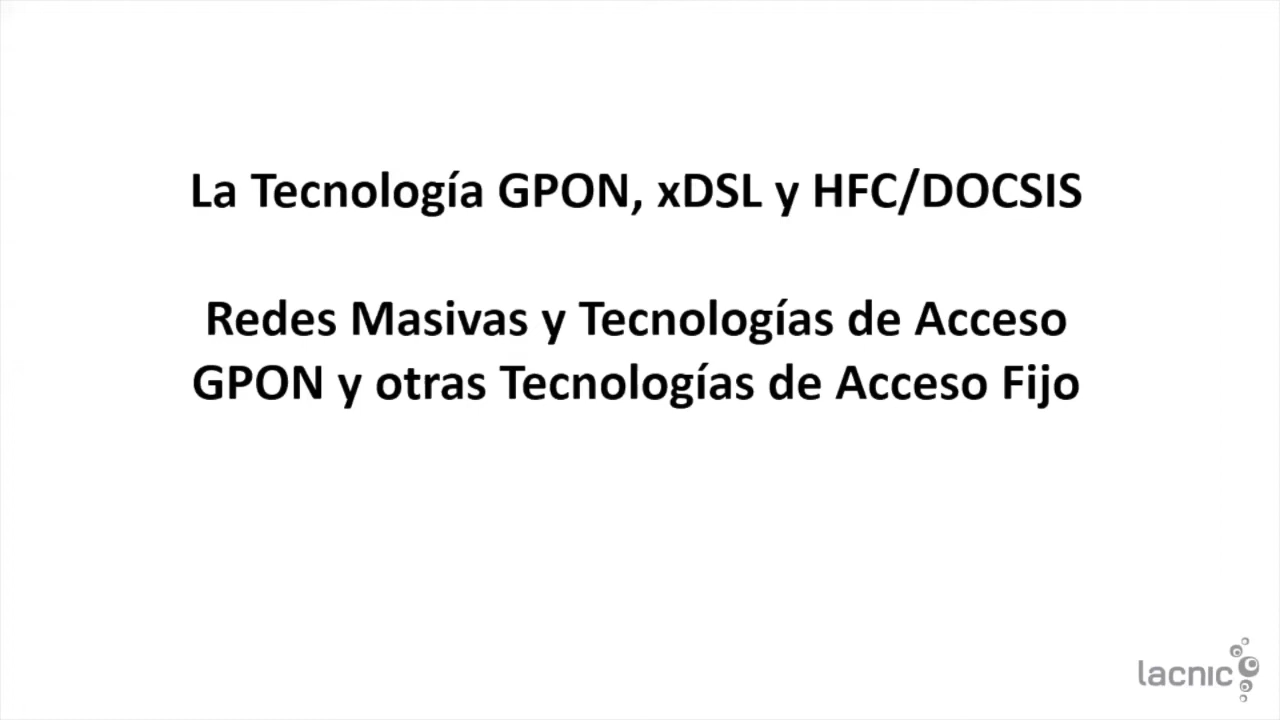 La Tecnología GPON, xDSL y HFC/DOCSIS
Redes Masivas y Tecnologías de Acceso
GPON y otras Tecnologías de Acceso Fijo
lacnic